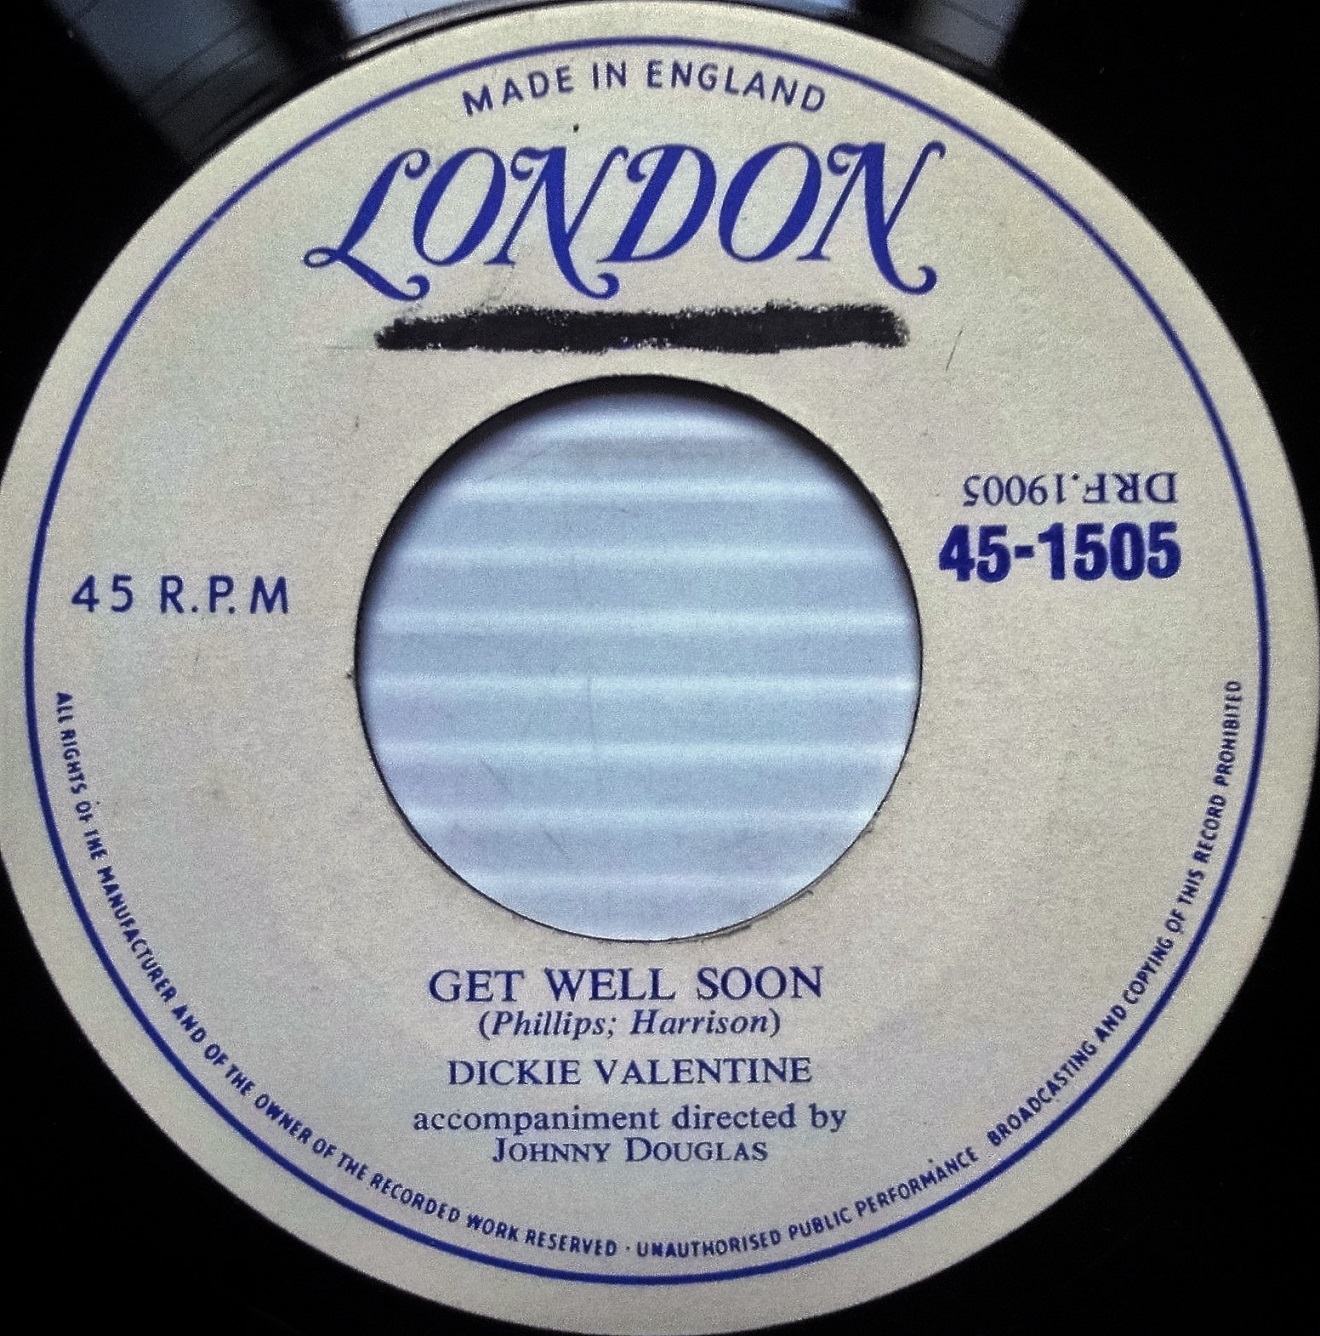 MADE IN ENGLAND
LONDON
DRF.19005
45-1505
45 R.P.M
GET WELL SOON
(Phillips; Harrison)
DICKIE VALENTINE
accompaniment directed by
JOHNNY DOUGLAS
ALL RIGHTS OF THE MANUFACTURER AND OF THE OWNER OF THE RECORDED WORK RESERVED · UNAUTHORISED PUBLIC PERFORMANCE BROADCASTING AND COPYING OF THIS RECORD PROHIBITED